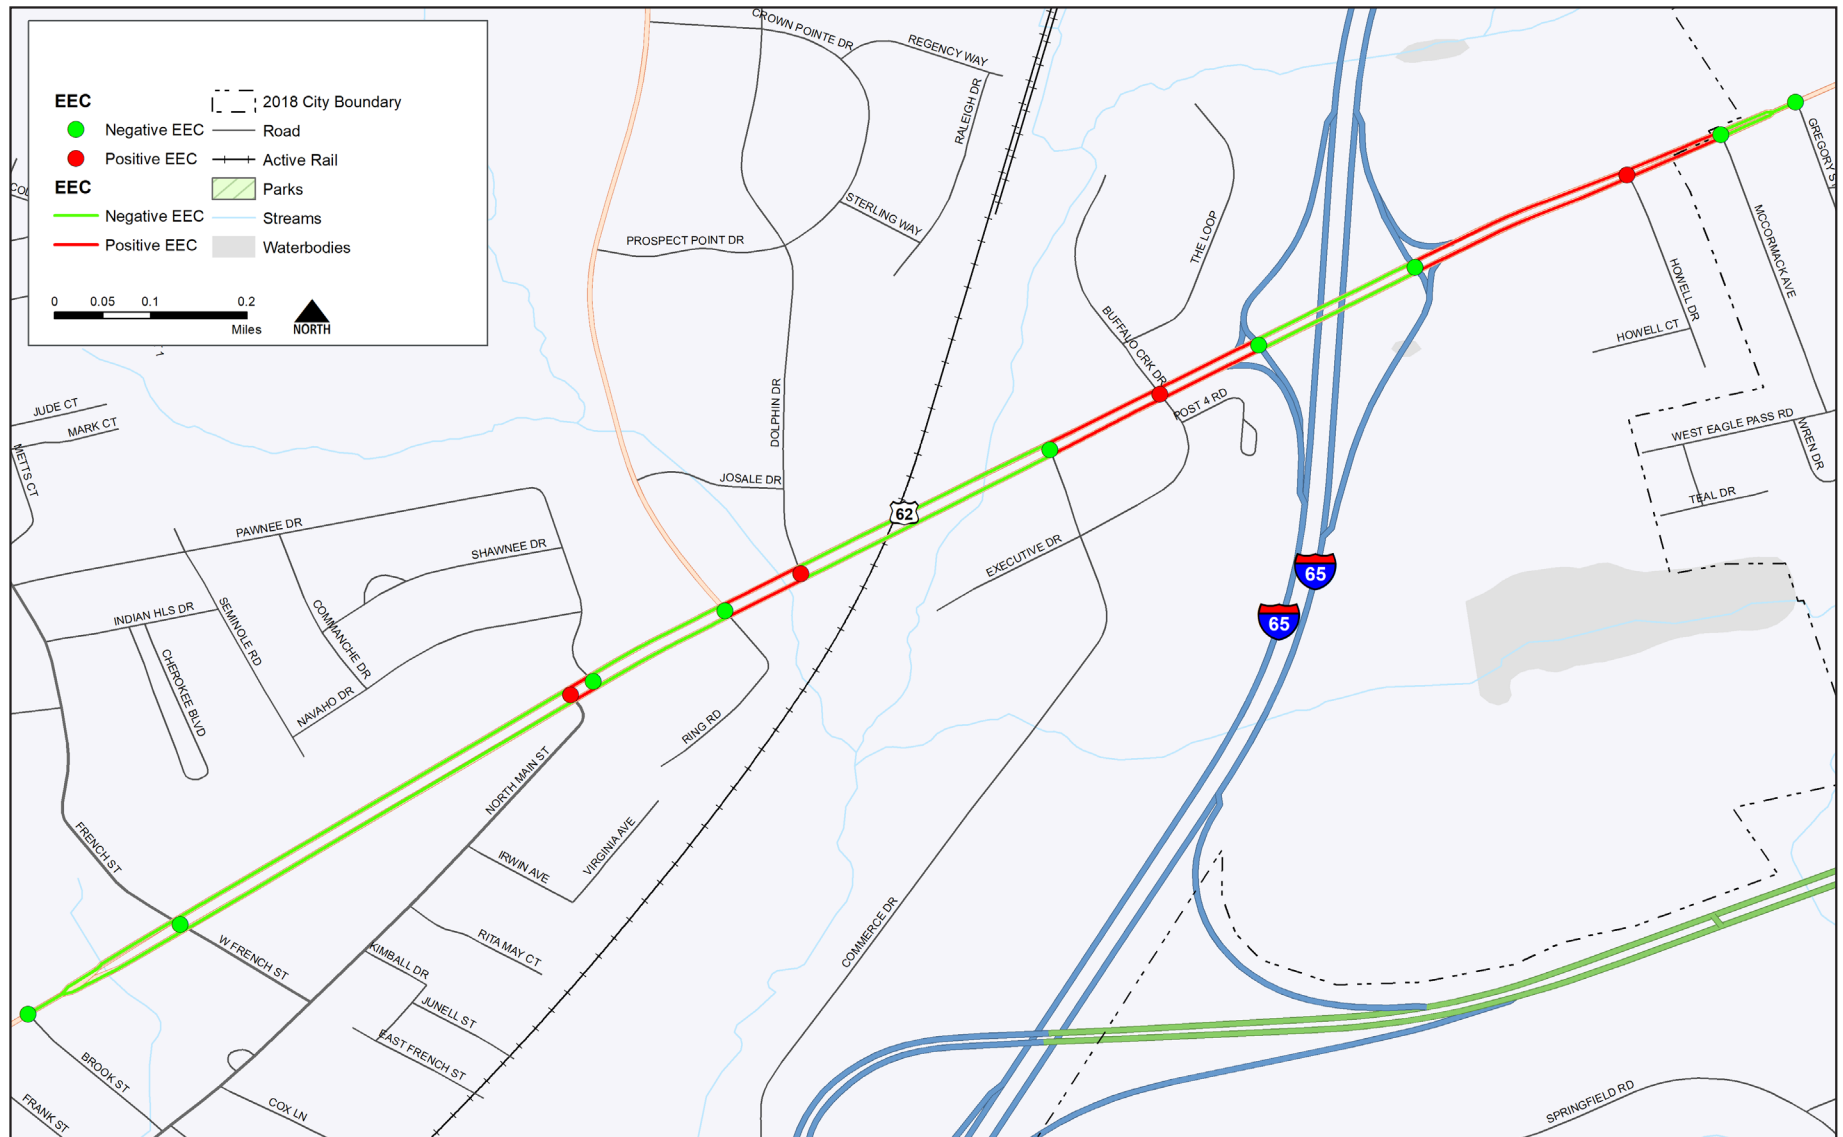 EEC
Negative EEC
Positive EEC
EEC
Negative EEC
Positive EEC
2018 City Boundary
Road
Active Rail
Parks
Streams
Waterbodies
0 0.05 0.1 0.2
Miles
NORTH
CROWN POINTE DR
REGENCY WAY
RALEIGH DR
STERLING WAY
PROSPECT POINT DR
THE LOOP
BUFFALO CRK DR
POST 4 RD
GREGORY S
MCCORMACK AVE
HOWELL DR
HOWELL CT
WEST EAGLE PASS RD
WREN DR
TEAL DR
JUDE CT
MARK CT
METTS CT
DOLPHIN DR
JOSALE DR
62
EXECUTIVE DR
65
65
PAWNEE DR
SHAWNEE DR
INDIAN HLS DR
SEMINOLE RD
COMMANCHE DR
CHEROKEE BLVD
NAVAHO DR
RING RD
NORTH MAIN ST
FRENCH ST
IRWIN AVE
VIRGINIA AVE
W FRENCH ST
KIMBALL DR
RITA MAY CT
COMMERCE DR
JUNELL ST
EAST FRENCH ST
BROOK ST
FRANK ST
COX LN
SPRINGFIELD RD